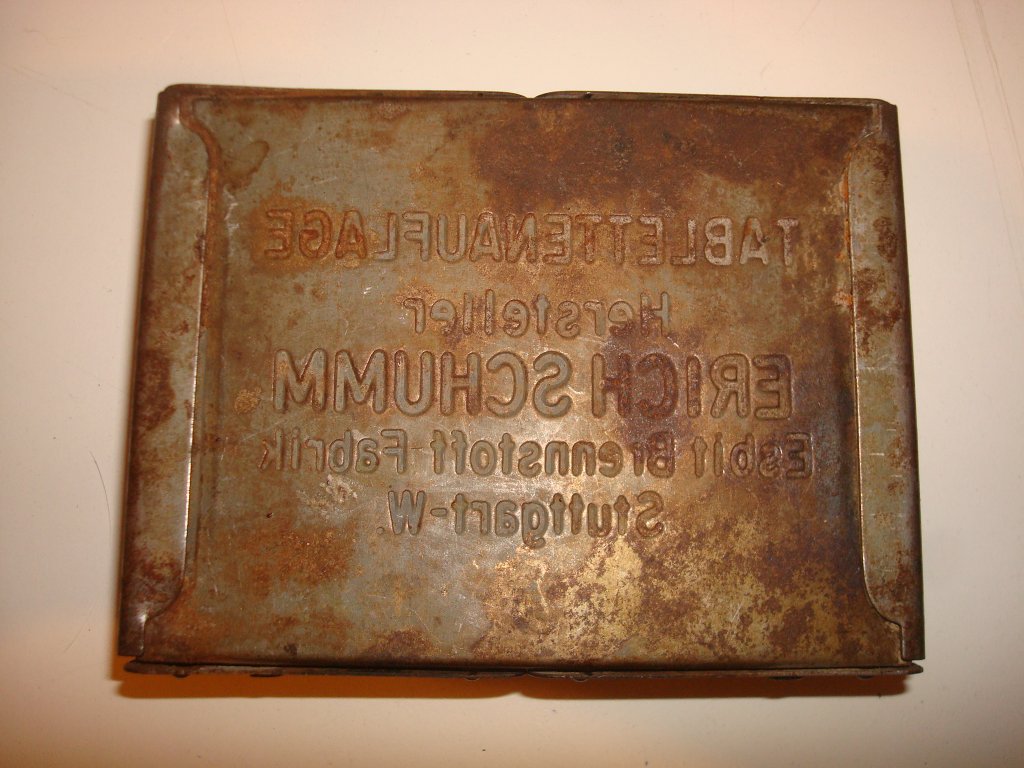 TABLETTENAUFLAGE
Hersteller
ERICH SCHUMM
Esbit Brennstoff-Fabrik
Stuttgart-W.